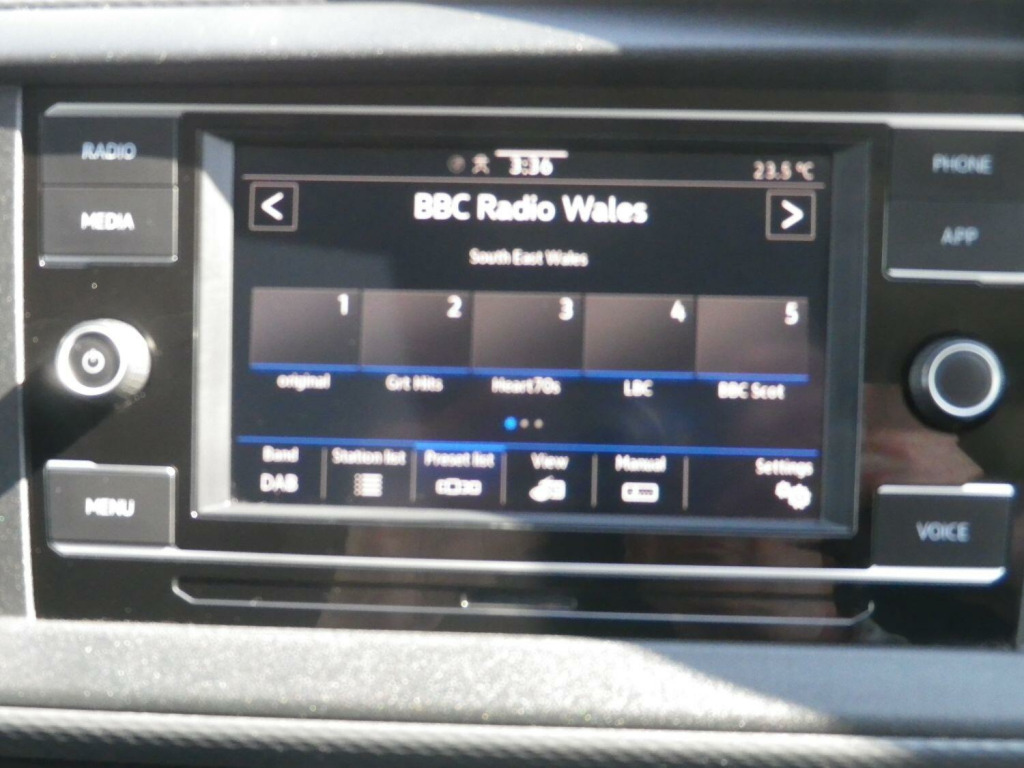 RADIO
MEDIA
MENU
3:36
23.5 °C
<
BBC Radio Wales
>
South East Wales
1 2 3 4 5
original Grt Hits Heart70s LBC BBC Scot
Band Station list Preset list View Manual Settings
DAB
PHONE
APP
VOICE